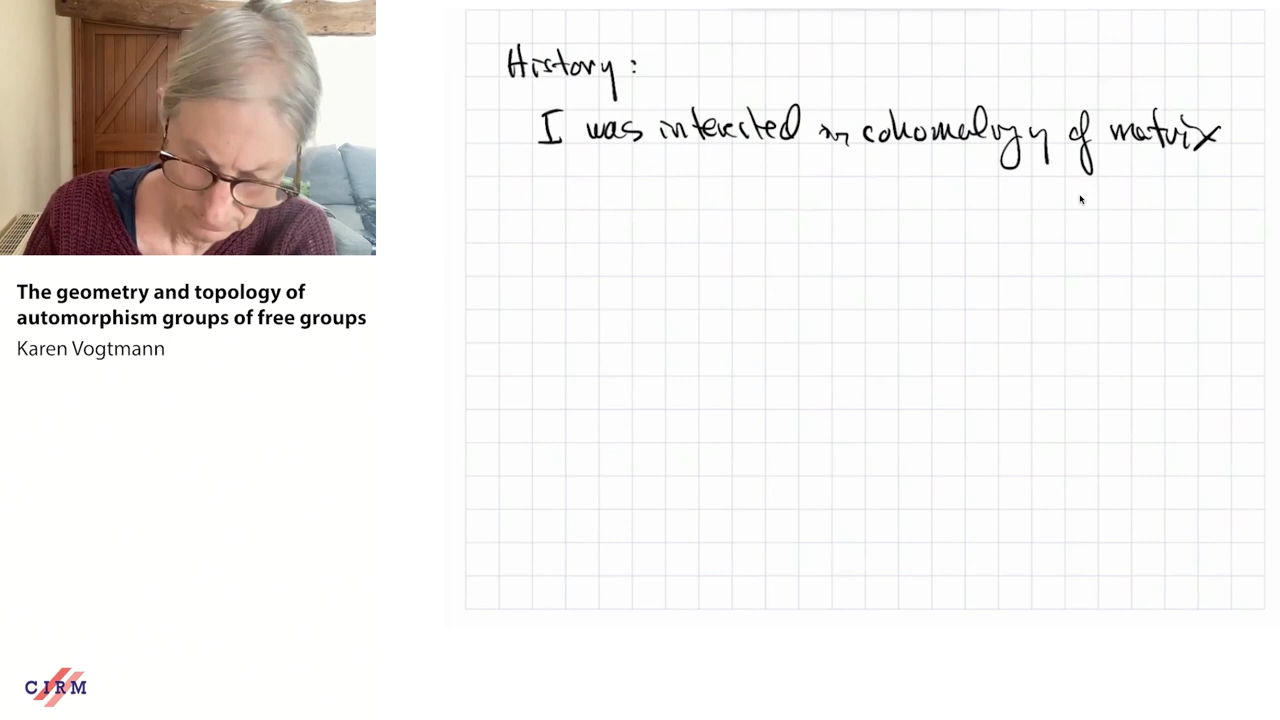 History:
I was interested in cohomology of matrix
The geometry and topology of
automorphism groups of free groups
Karen Vogtmann
CIRM